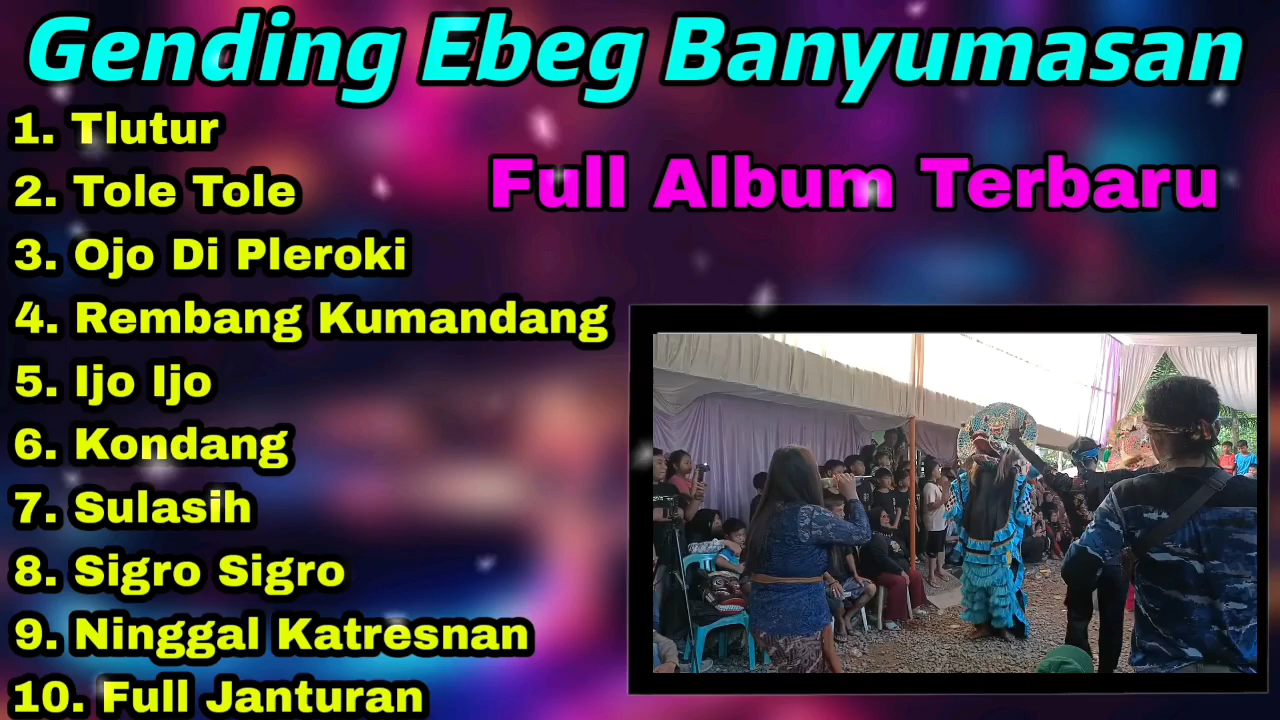 Gending Ebeg Banyumasan
Full Album Terbaru
1. Tlutur
2. Tole Tole
3. Ojo Di Pleroki
4. Rembang Kumandang
5. Ijo Ijo
6. Kondang
7. Sulasih
8. Sigro Sigro
9. Ninggal Katresnan
10. Full Janturan